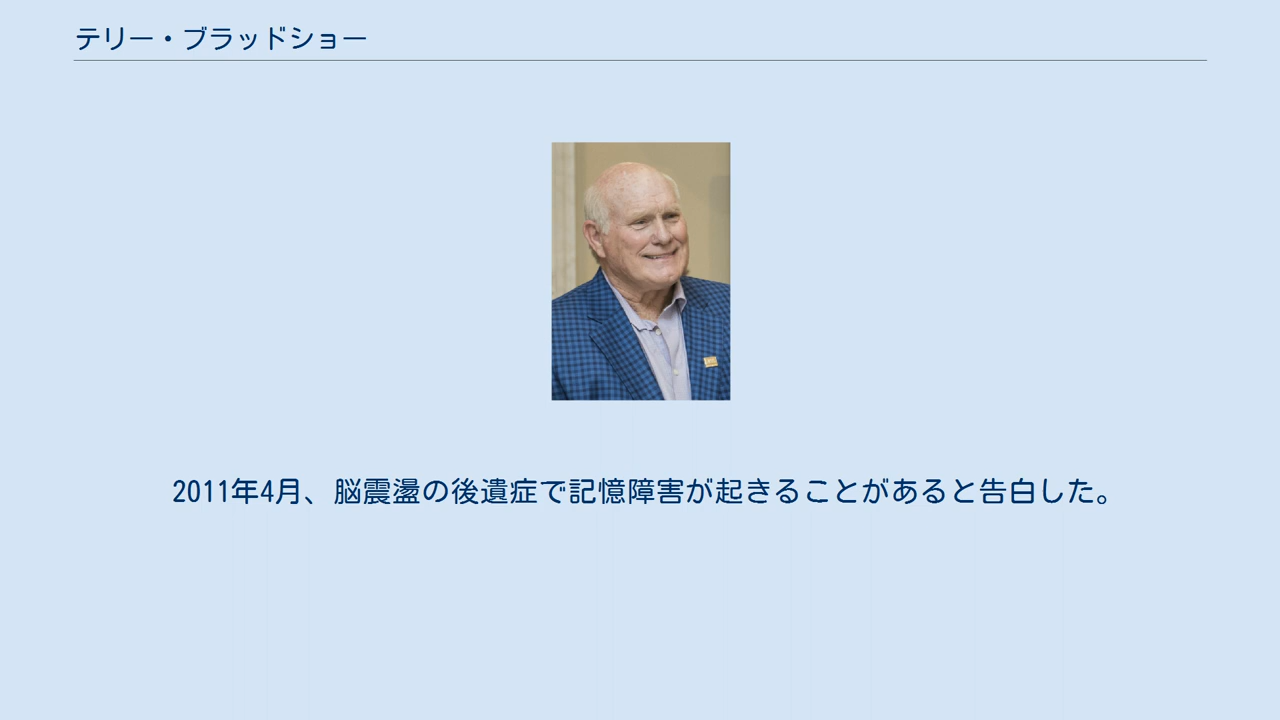 テリー・ブラッドショー
2011年4月、脳震盪の後遺症で記憶障害が起きることがあると告白した。